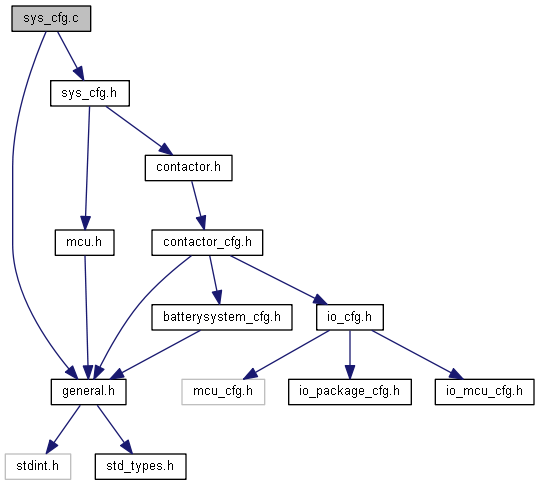 sys_cfg.c
sys_cfg.h
contactor.h
mcu.h
contactor_cfg.h
batterysystem_cfg.h
io_cfg.h
general.h
mcu_cfg.h
io_package_cfg.h
io_mcu_cfg.h
stdint.h
std_types.h